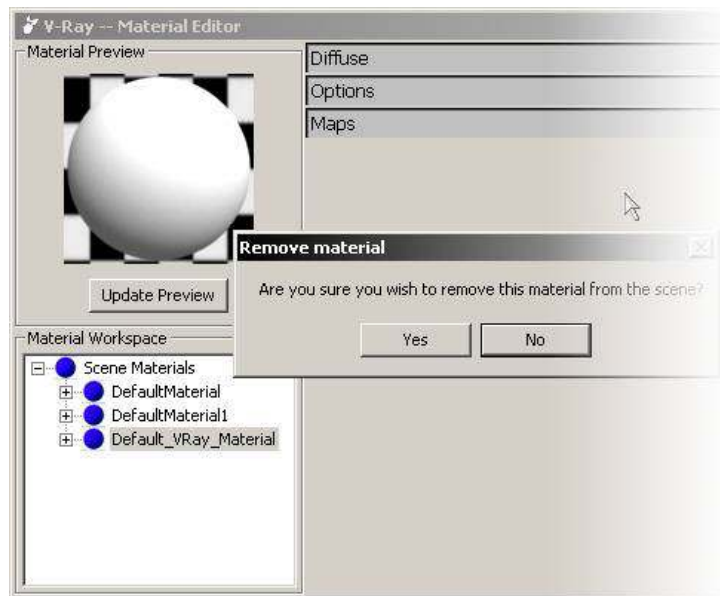 V-Ray -- Material Editor
Material Preview
Diffuse
Options
Maps
Remove material
Are you sure you wish to remove this material from the scene?
Update Preview
Yes
No
Material Workspace
Scene Materials
DefaultMaterial
DefaultMaterial1
Default_VRay_Material